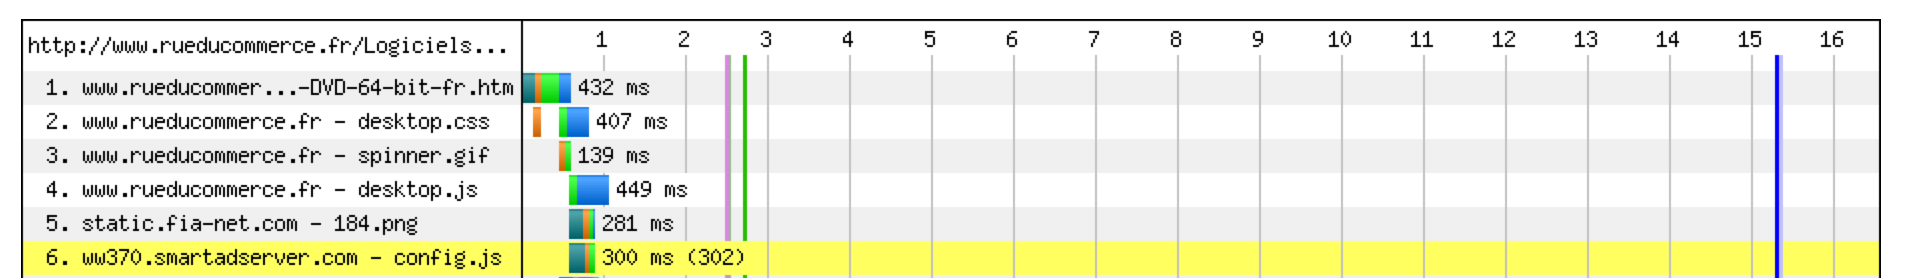 http://www.rueducommerce.fr/Logiciels... 1 2 3 4 5 6 7 8 9 10 11 12 13 14 15 16
1. www.rueducommer...-DVD-64-bit-fr.htm 432 ms
2. www.rueducommerce.fr - desktop.css 407 ms
3. www.rueducommerce.fr - spinner.gif 139 ms
4. www.rueducommerce.fr - desktop.js 449 ms
5. static.fia-net.com - 184.png 281 ms
6. ww370.smartadserver.com - config.js 300 ms (302)